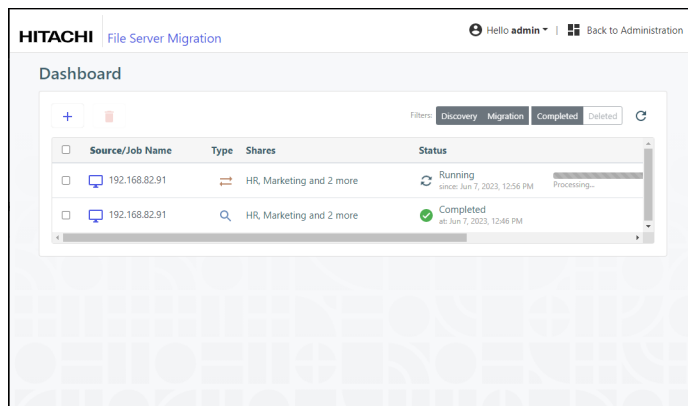 HITACHI File Server Migration
Hello admin | Back to Administration
Dashboard
+ Filters: Discovery Migration Completed Deleted
Source/Job Name Type Shares Status
192.168.82.91 HR, Marketing and 2 more Running
since: Jun 7, 2023, 12:56 PM Processing...
192.168.82.91 HR, Marketing and 2 more Completed
at: Jun 7, 2023, 12:46 PM